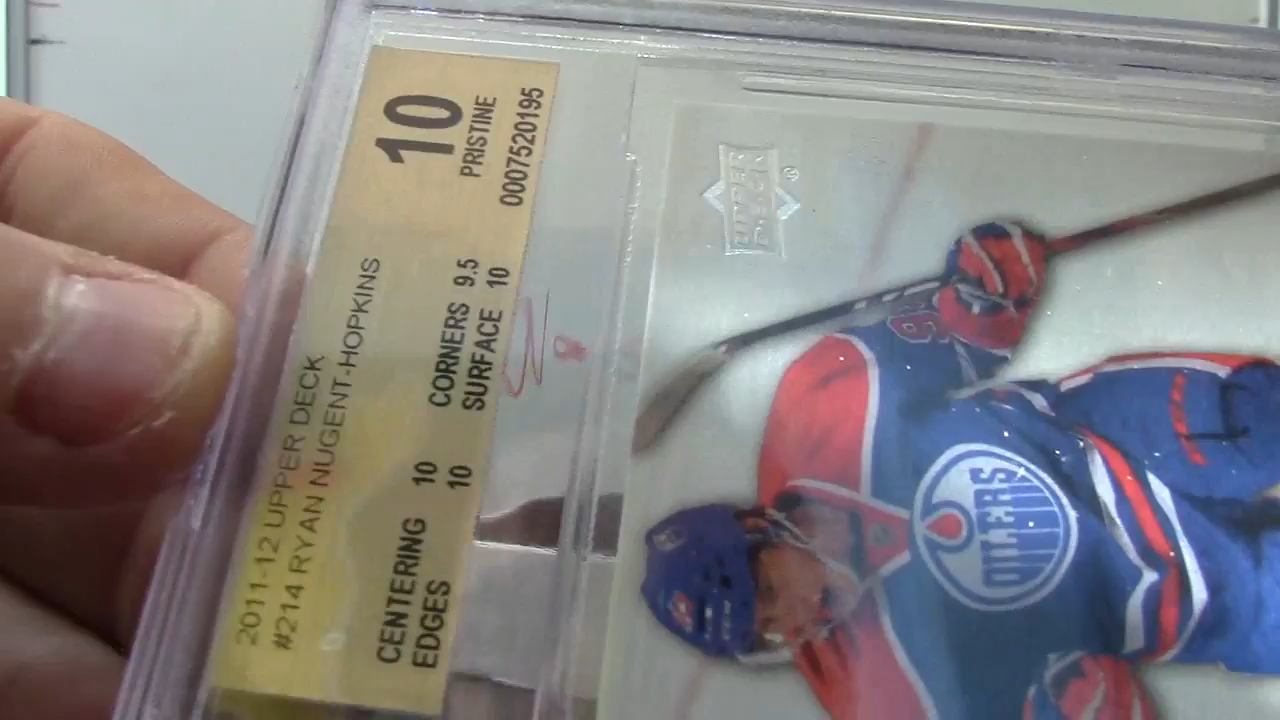 2011-12 UPPER DECK
#214 RYAN NUGENT-HOPKINS
10
PRISTINE
CENTERING 10 CORNERS 9.5
EDGES 10 SURFACE 10
0007520195
UPPER
DECK
OILERS